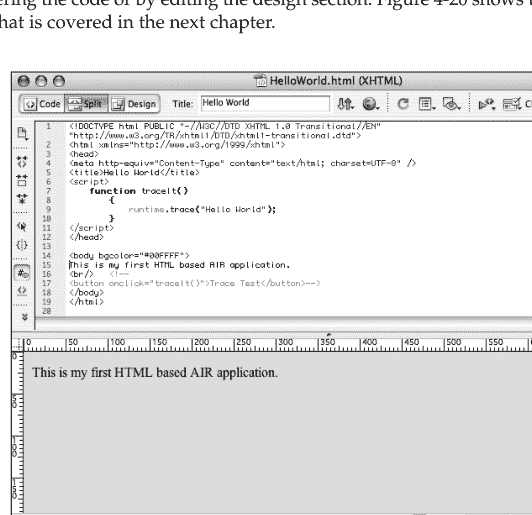 ering the code or by editing the design section. Figure 4-20 shows
hat is covered in the next chapter.
HelloWorld.html (XHTML)
Code Split Design Title: Hello World
1 <!DOCTYPE html PUBLIC "-//W3C//DTD XHTML 1.0 Transitional//EN"
"http://www.w3.org/TR/xhtml1/DTD/xhtml1-transitional.dtd">
2 <html xmlns="http://www.w3.org/1999/xhtml">
3 <head>
4 <meta http-equiv="Content-Type" content="text/html; charset=UTF-8" />
5 <title>Hello World</title>
6 <script>
7 function traceIt()
8 {
9 runtime.trace("Hello World");
10 }
11 </script>
12 </head>
13
14 <body bgcolor="#00FFFF">
15 This is my first HTML based AIR application.
16 <br/> <!--
17 <button onclick="traceIt()">Trace Test</button>-->
18 </body>
19 </html>
20
0 50 100 150 200 250 300 350 400 450 500 550
This is my first HTML based AIR application.